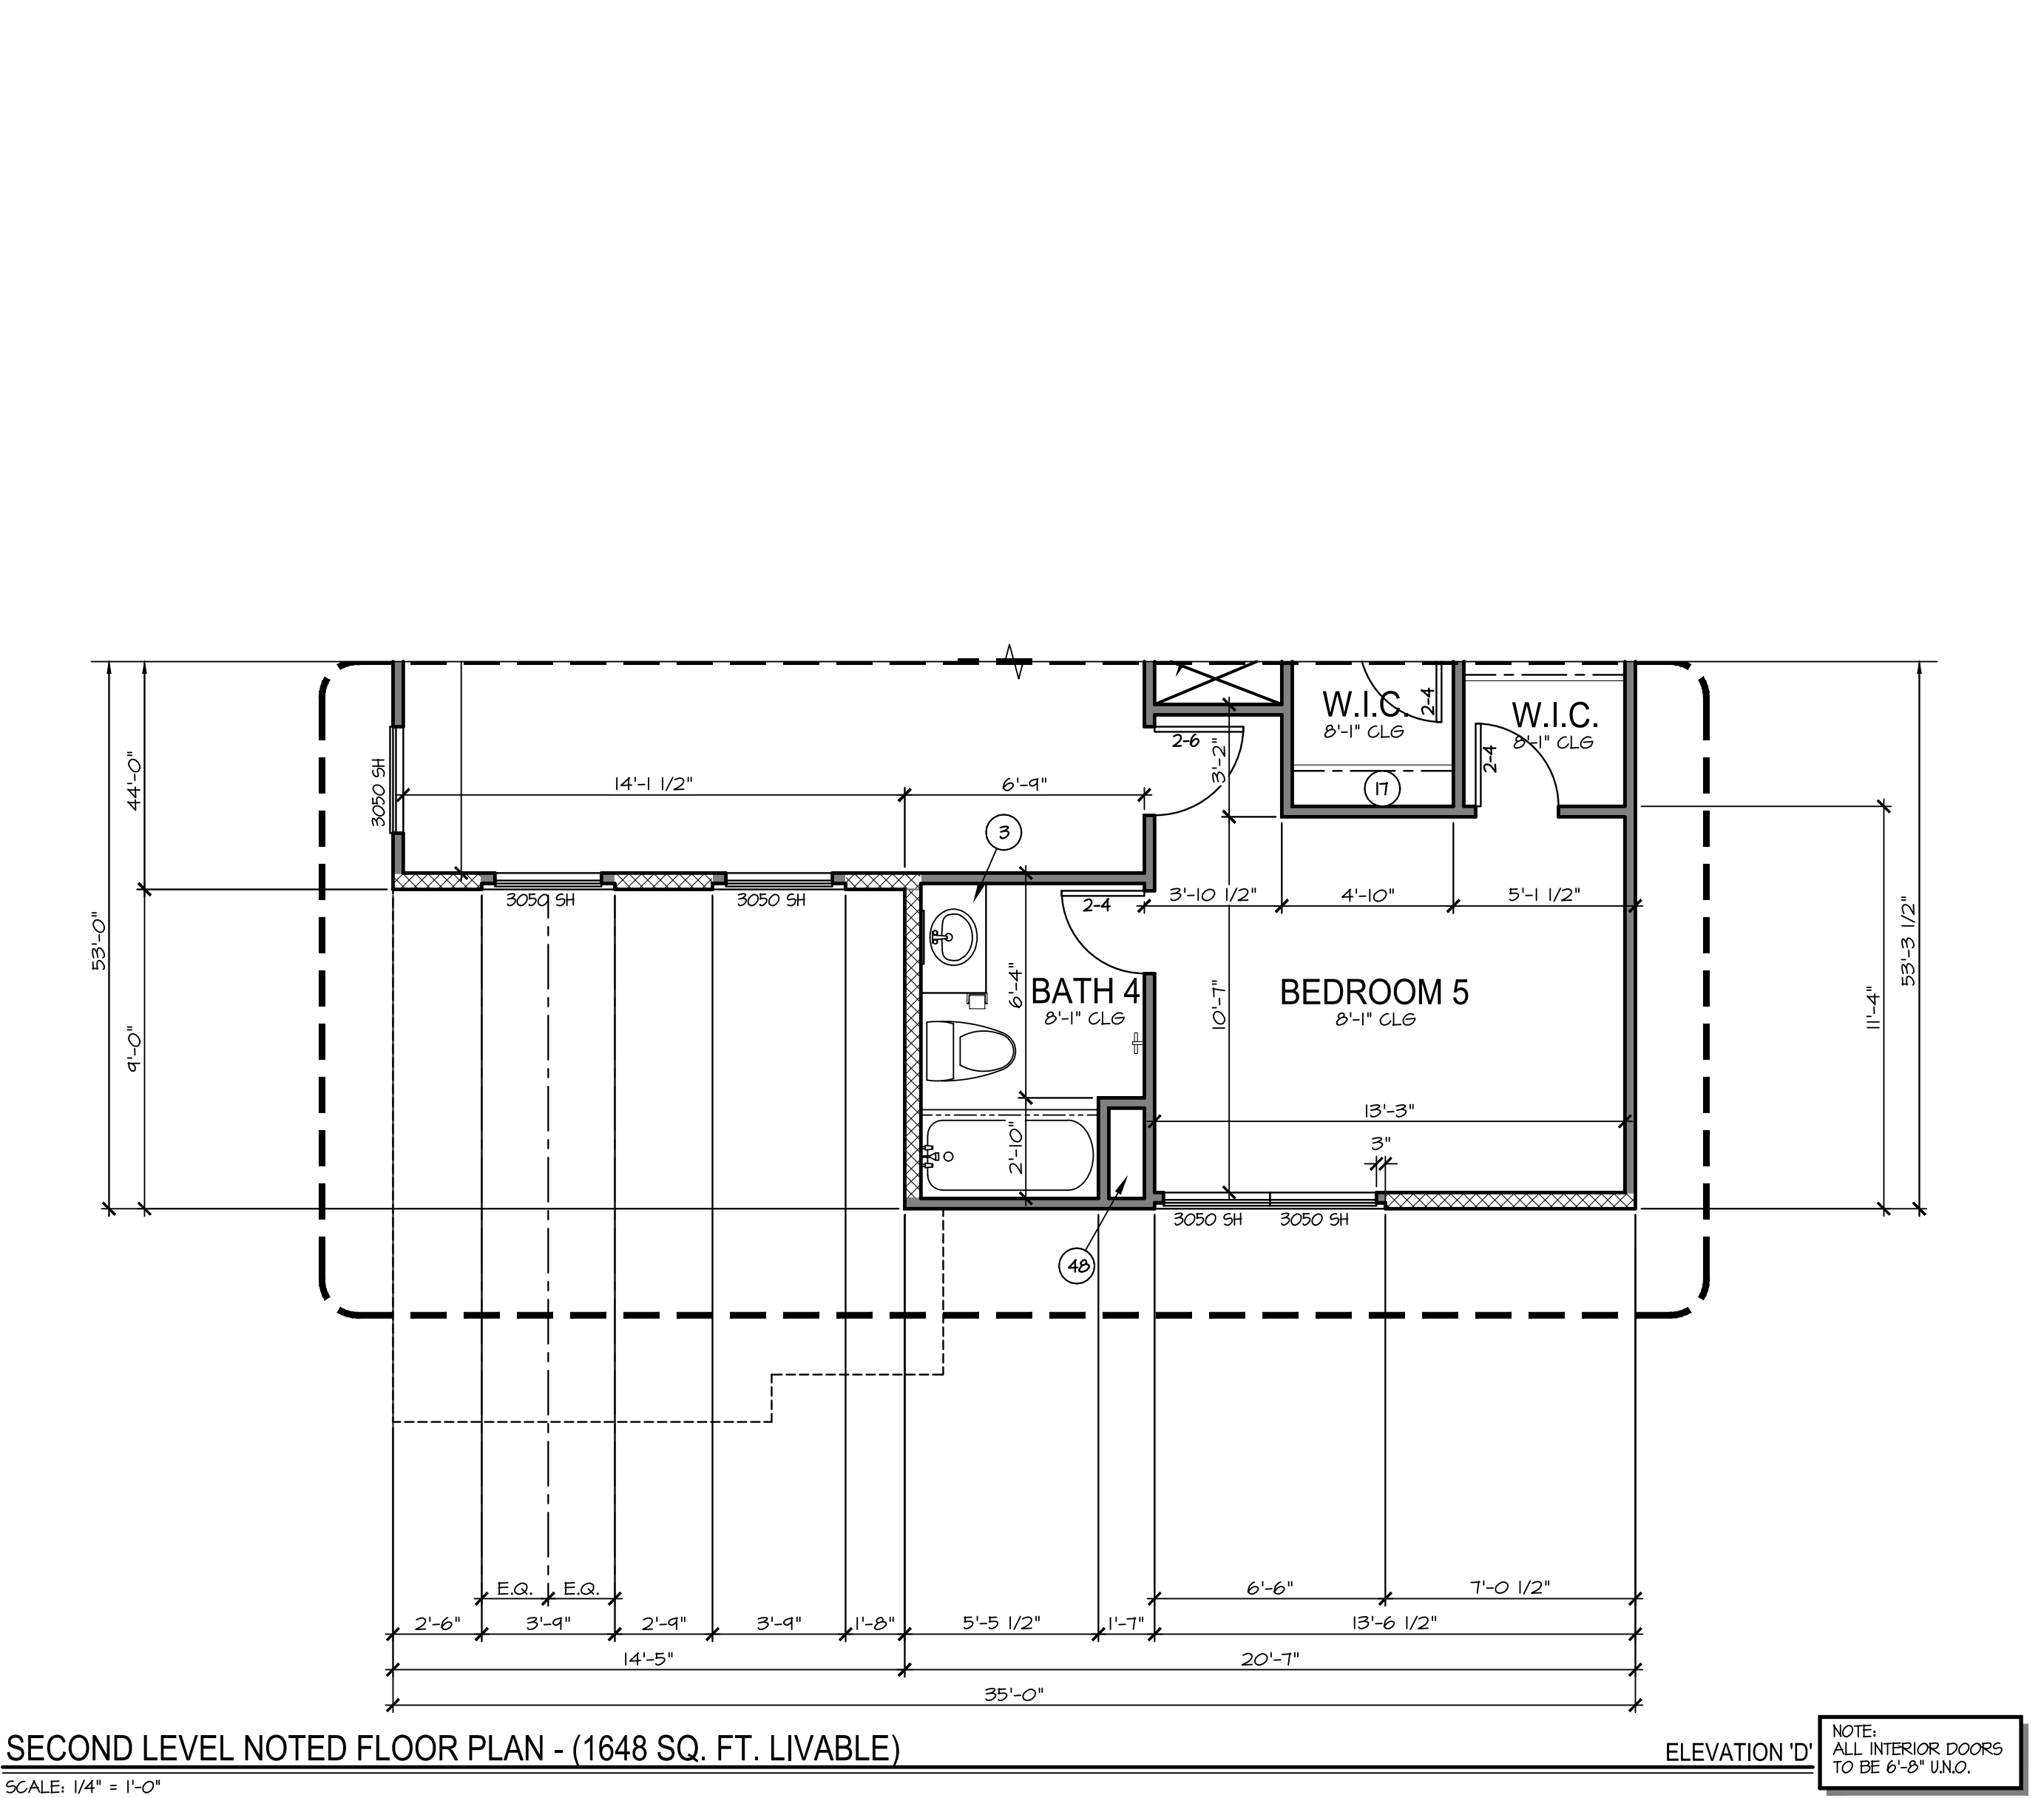 W.I.C.
8'-1" CLG
2-4
W.I.C.
8'-1" CLG
2-4
2-6
3'-2"
17
3050 SH
44'-0"
14'-1 1/2"
6'-9"
3
3050 SH
3050 SH
2-4
3'-10 1/2"
4'-10"
5'-1 1/2"
53'-0"
53'-3 1/2"
9'-0"
6'-4"
BATH 4
8'-1" CLG
10'-7"
BEDROOM 5
8'-1" CLG
11'-4"
13'-3"
2'-10"
3"
3050 SH
3050 SH
48
E.Q.
E.Q.
6'-6"
7'-0 1/2"
2'-6"
3'-9"
2'-9"
3'-9"
1'-8"
5'-5 1/2"
1'-7"
13'-6 1/2"
14'-5"
20'-7"
35'-0"
SECOND LEVEL NOTED FLOOR PLAN - (1648 SQ. FT. LIVABLE)
SCALE: 1/4" = 1'-0"
ELEVATION 'D'
NOTE:
ALL INTERIOR DOORS
TO BE 6'-8" U.N.O.